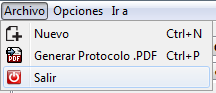 Archivo Opciones Ir a
Nuevo Ctrl+N
Generar Protocolo .PDF Ctrl+P
Salir